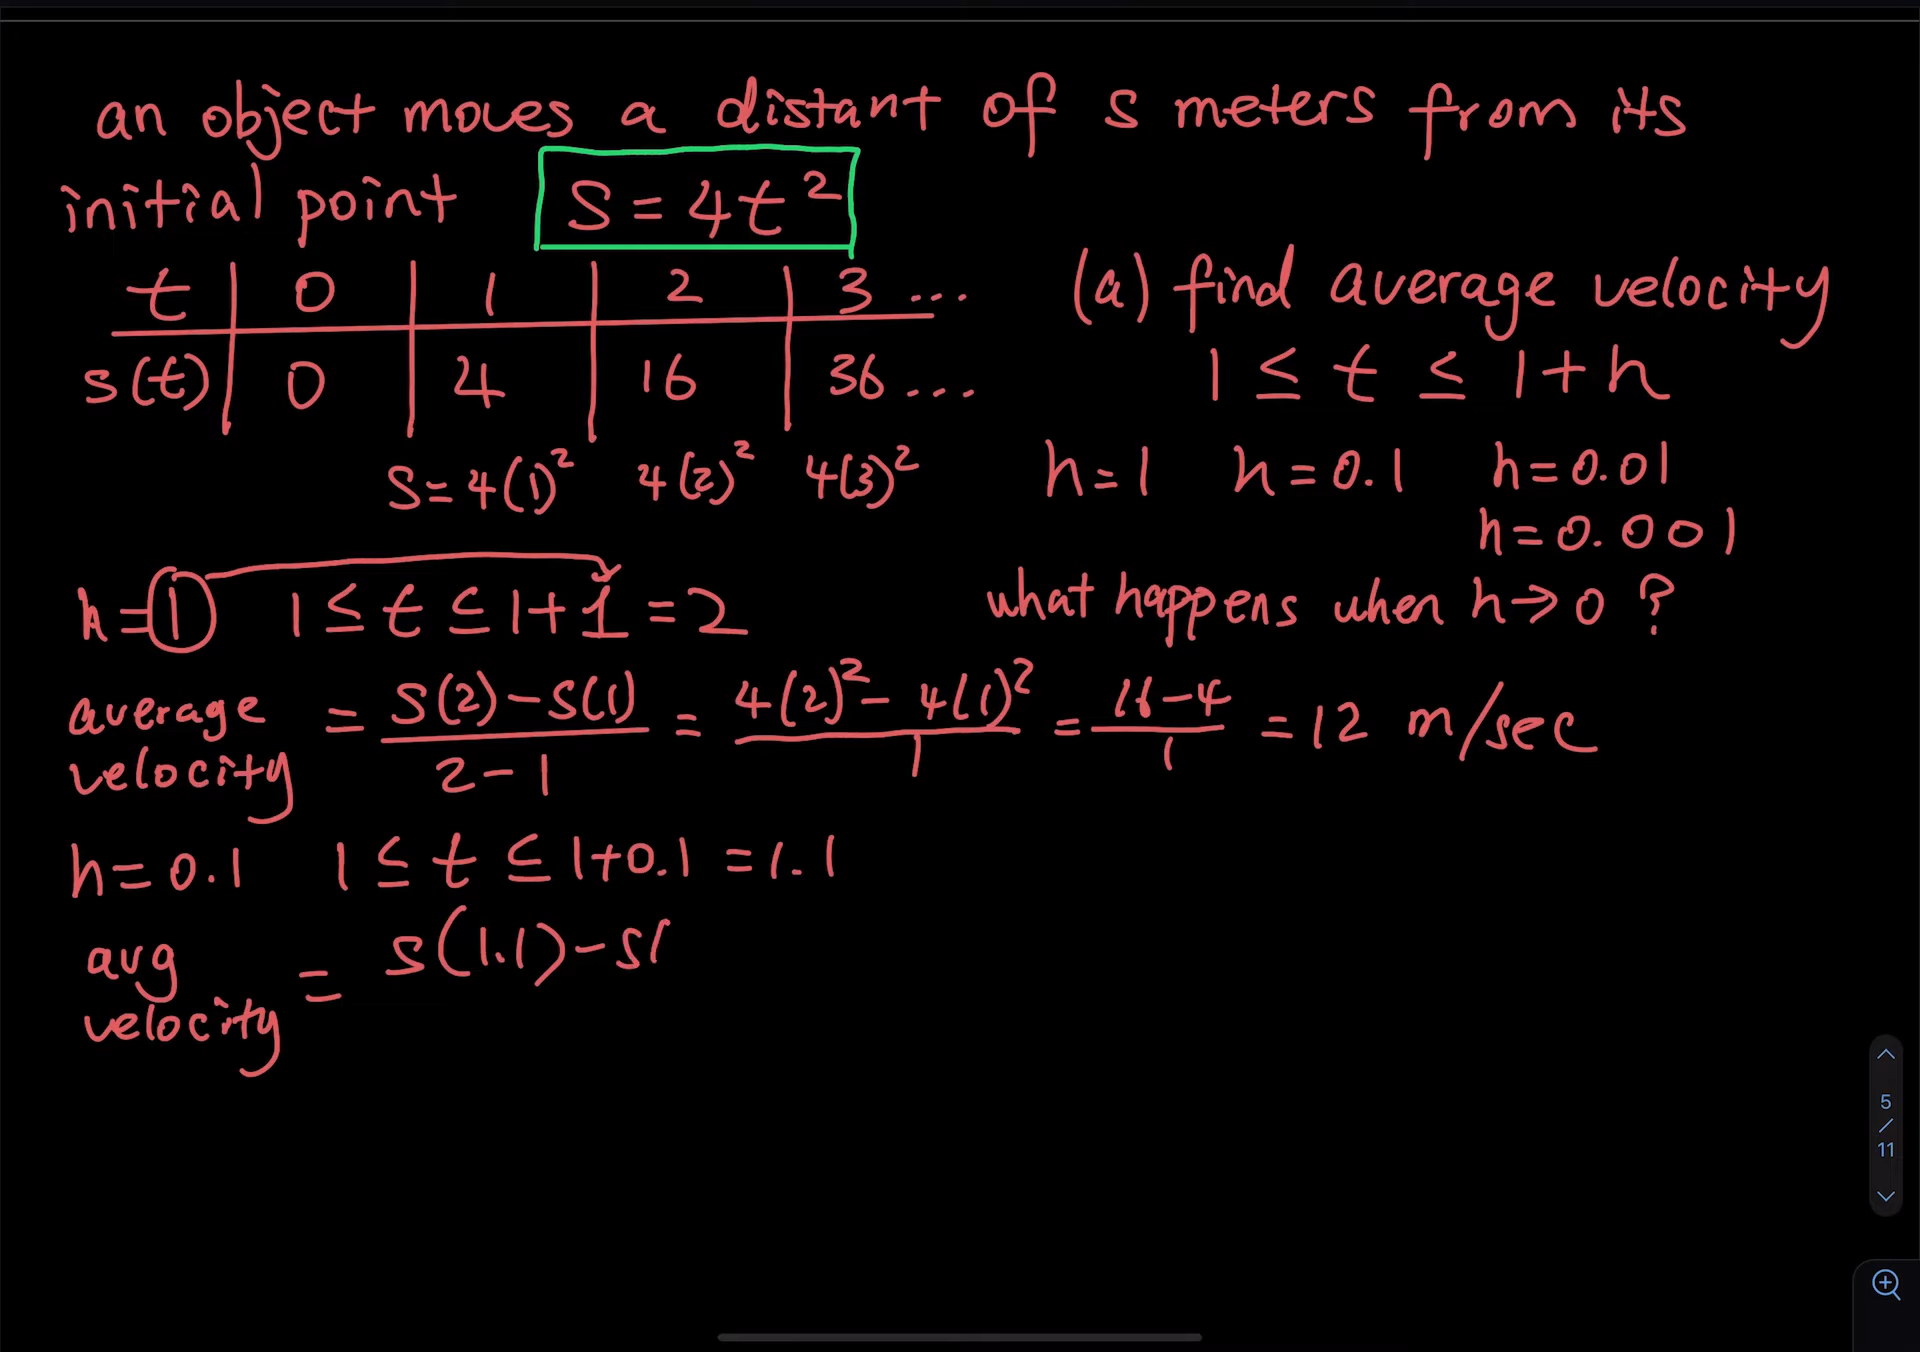 an object moves a distant of s meters from its
initial point S = 4t²
t | 0 | 1 | 2 | 3 ...
s(t) | 0 | 4 | 16 | 36 ...
S = 4(1)² 4(2)² 4(3)²
(a) find average velocity
1 ≤ t ≤ 1 + h
h = 1 h = 0.1 h = 0.01
h = 0.001
what happens when h → 0 ?
h = 1 1 ≤ t ≤ 1 + 1 = 2
average velocity = S(2) – S(1) / 2 – 1 = 4(2)² – 4(1)² / 1 = 16 – 4 / 1 = 12 m/sec
h = 0.1 1 ≤ t ≤ 1 + 0.1 = 1.1
avg velocity = s(1.1) – s(
5
/
11